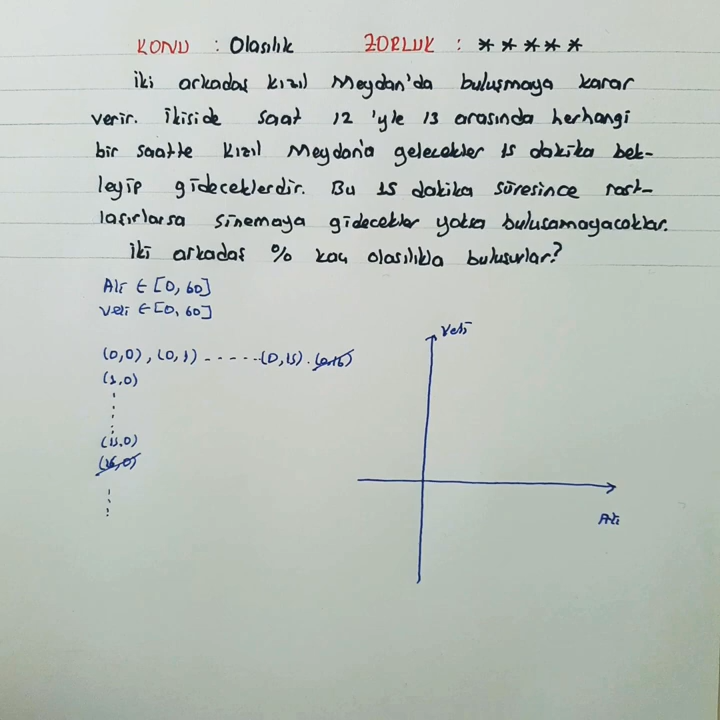 KONU : Olasılık ZORLUK : * * * * *
İki arkadaş Kızıl Meydan'da buluşmaya karar
verir. İkiside saat 12 'yle 13 arasında herhangi
bir saatte Kızıl Meydan'a gelecekler 15 dakika bek-
leyip gideceklerdir. Bu 15 dakika süresince rast-
laşırlarsa sinemaya gidecekler yoksa buluşamayacaklar.
İki arkadaş % kaç olasılıkla buluşurlar?
Ali ∈ [0, 60]
Veli ∈ [0, 60]
(0,0), (0,1) ------(0,15). (0,16)
(1,0)
(15,0)
(16,0)
Veli
Ali